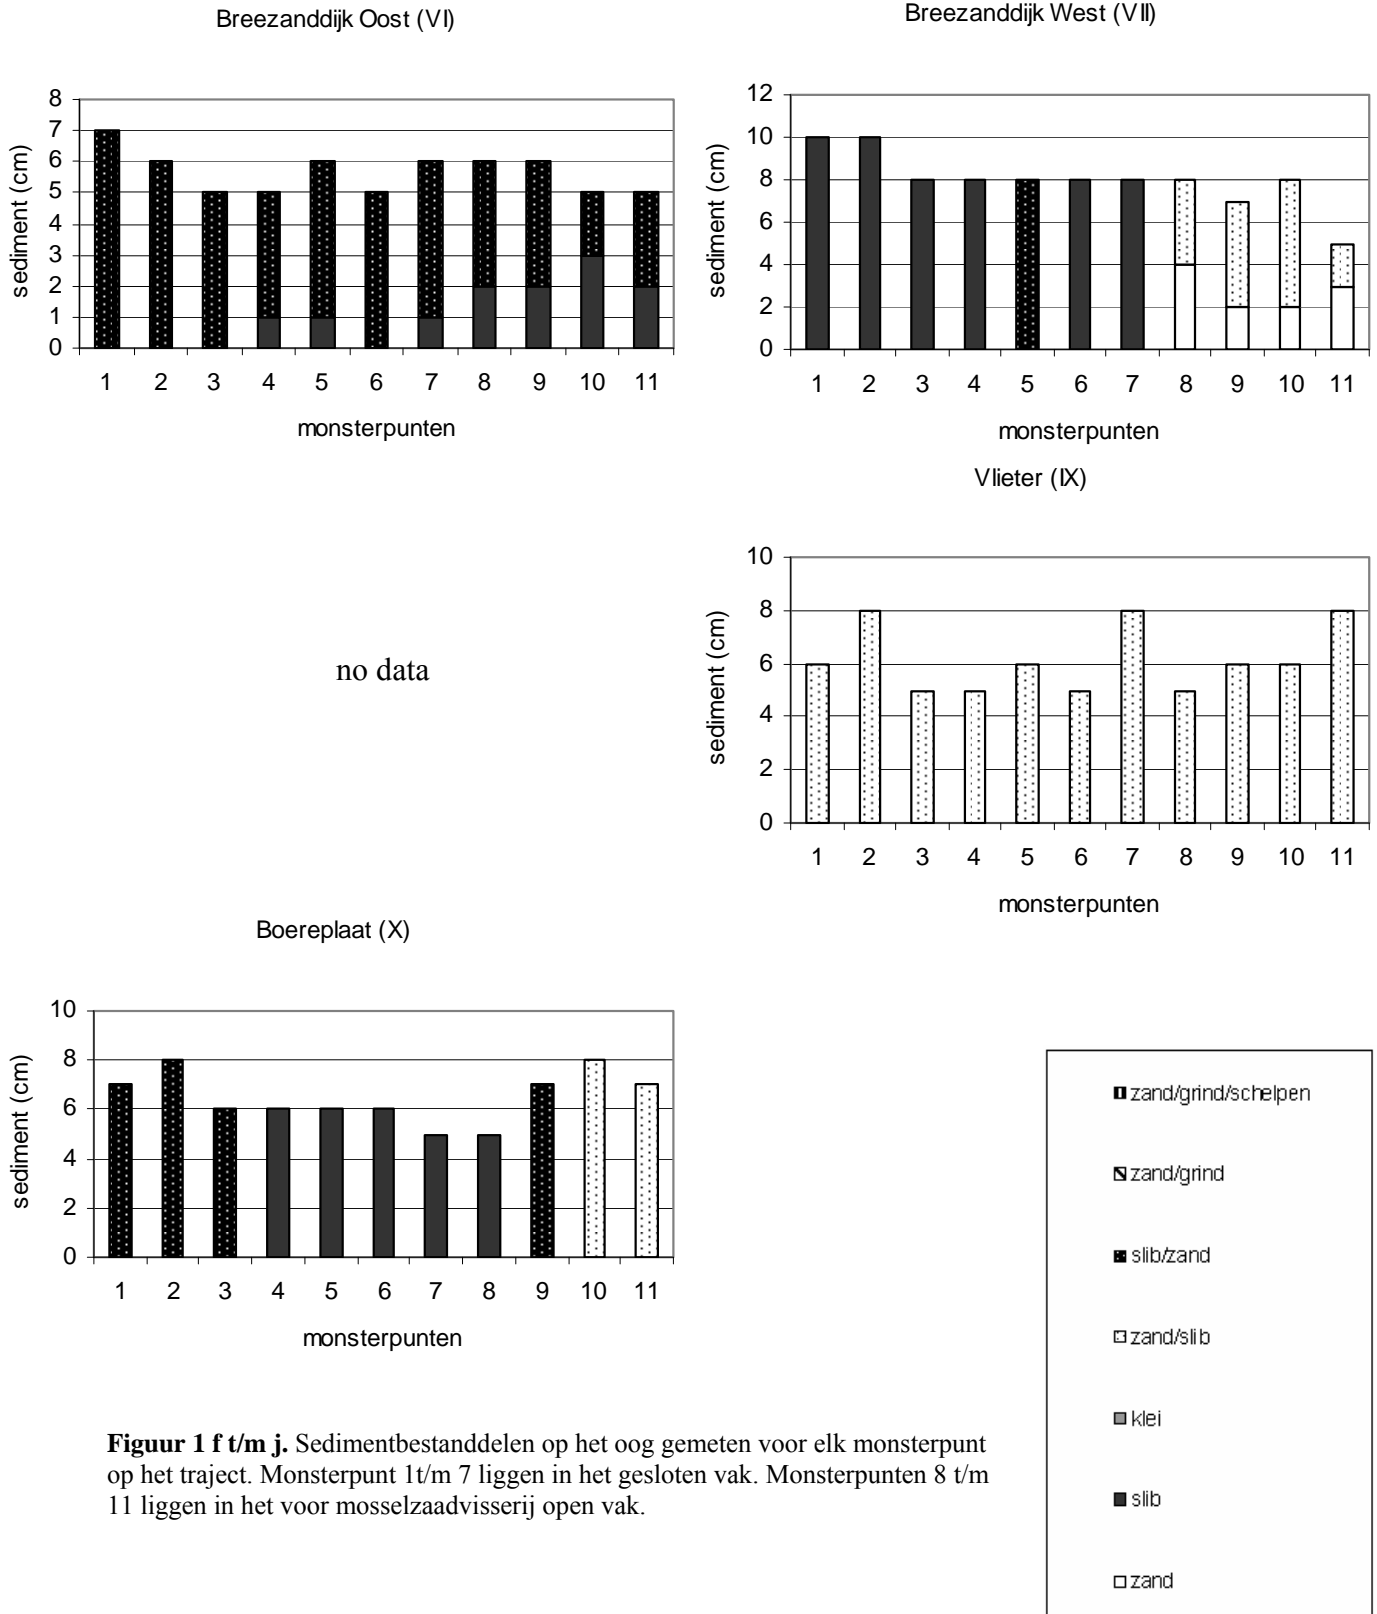 Breezanddijk Oost (VI)
sediment (cm)
8
7
6
5
4
3
2
1
0
1 2 3 4 5 6 7 8 9 10 11
monsterpunten
Breezanddijk West (VII)
sediment (cm)
12
10
8
6
4
2
0
1 2 3 4 5 6 7 8 9 10 11
monsterpunten
no data
Vlieter (IX)
sediment (cm)
10
8
6
4
2
0
1 2 3 4 5 6 7 8 9 10 11
monsterpunten
Boereplaat (X)
sediment (cm)
10
8
6
4
2
0
1 2 3 4 5 6 7 8 9 10 11
monsterpunten
zand/grind/schelpen
zand/grind
slib/zand
zand/slib
klei
slib
zand
Figuur 1 f t/m j. Sedimentbestanddelen op het oog gemeten voor elk monsterpunt
op het traject. Monsterpunt 1t/m 7 liggen in het gesloten vak. Monsterpunten 8 t/m
11 liggen in het voor mosselzaadvisserij open vak.